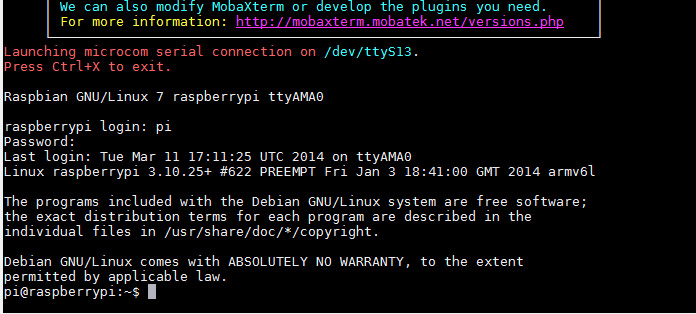 We can also modify MobaXterm or develop the plugins you need.
For more information: http://mobaxterm.mobatek.net/versions.php
Launching microcom serial connection on /dev/ttyS13.
Press Ctrl+X to exit.
Raspbian GNU/Linux 7 raspberrypi ttyAMA0
raspberrypi login: pi
Password:
Last login: Tue Mar 11 17:11:25 UTC 2014 on ttyAMA0
Linux raspberrypi 3.10.25+ #622 PREEMPT Fri Jan 3 18:41:00 GMT 2014 armv6l
The programs included with the Debian GNU/Linux system are free software;
the exact distribution terms for each program are described in the
individual files in /usr/share/doc/*/copyright.
Debian GNU/Linux comes with ABSOLUTELY NO WARRANTY, to the extent
permitted by applicable law.
pi@raspberrypi:~$